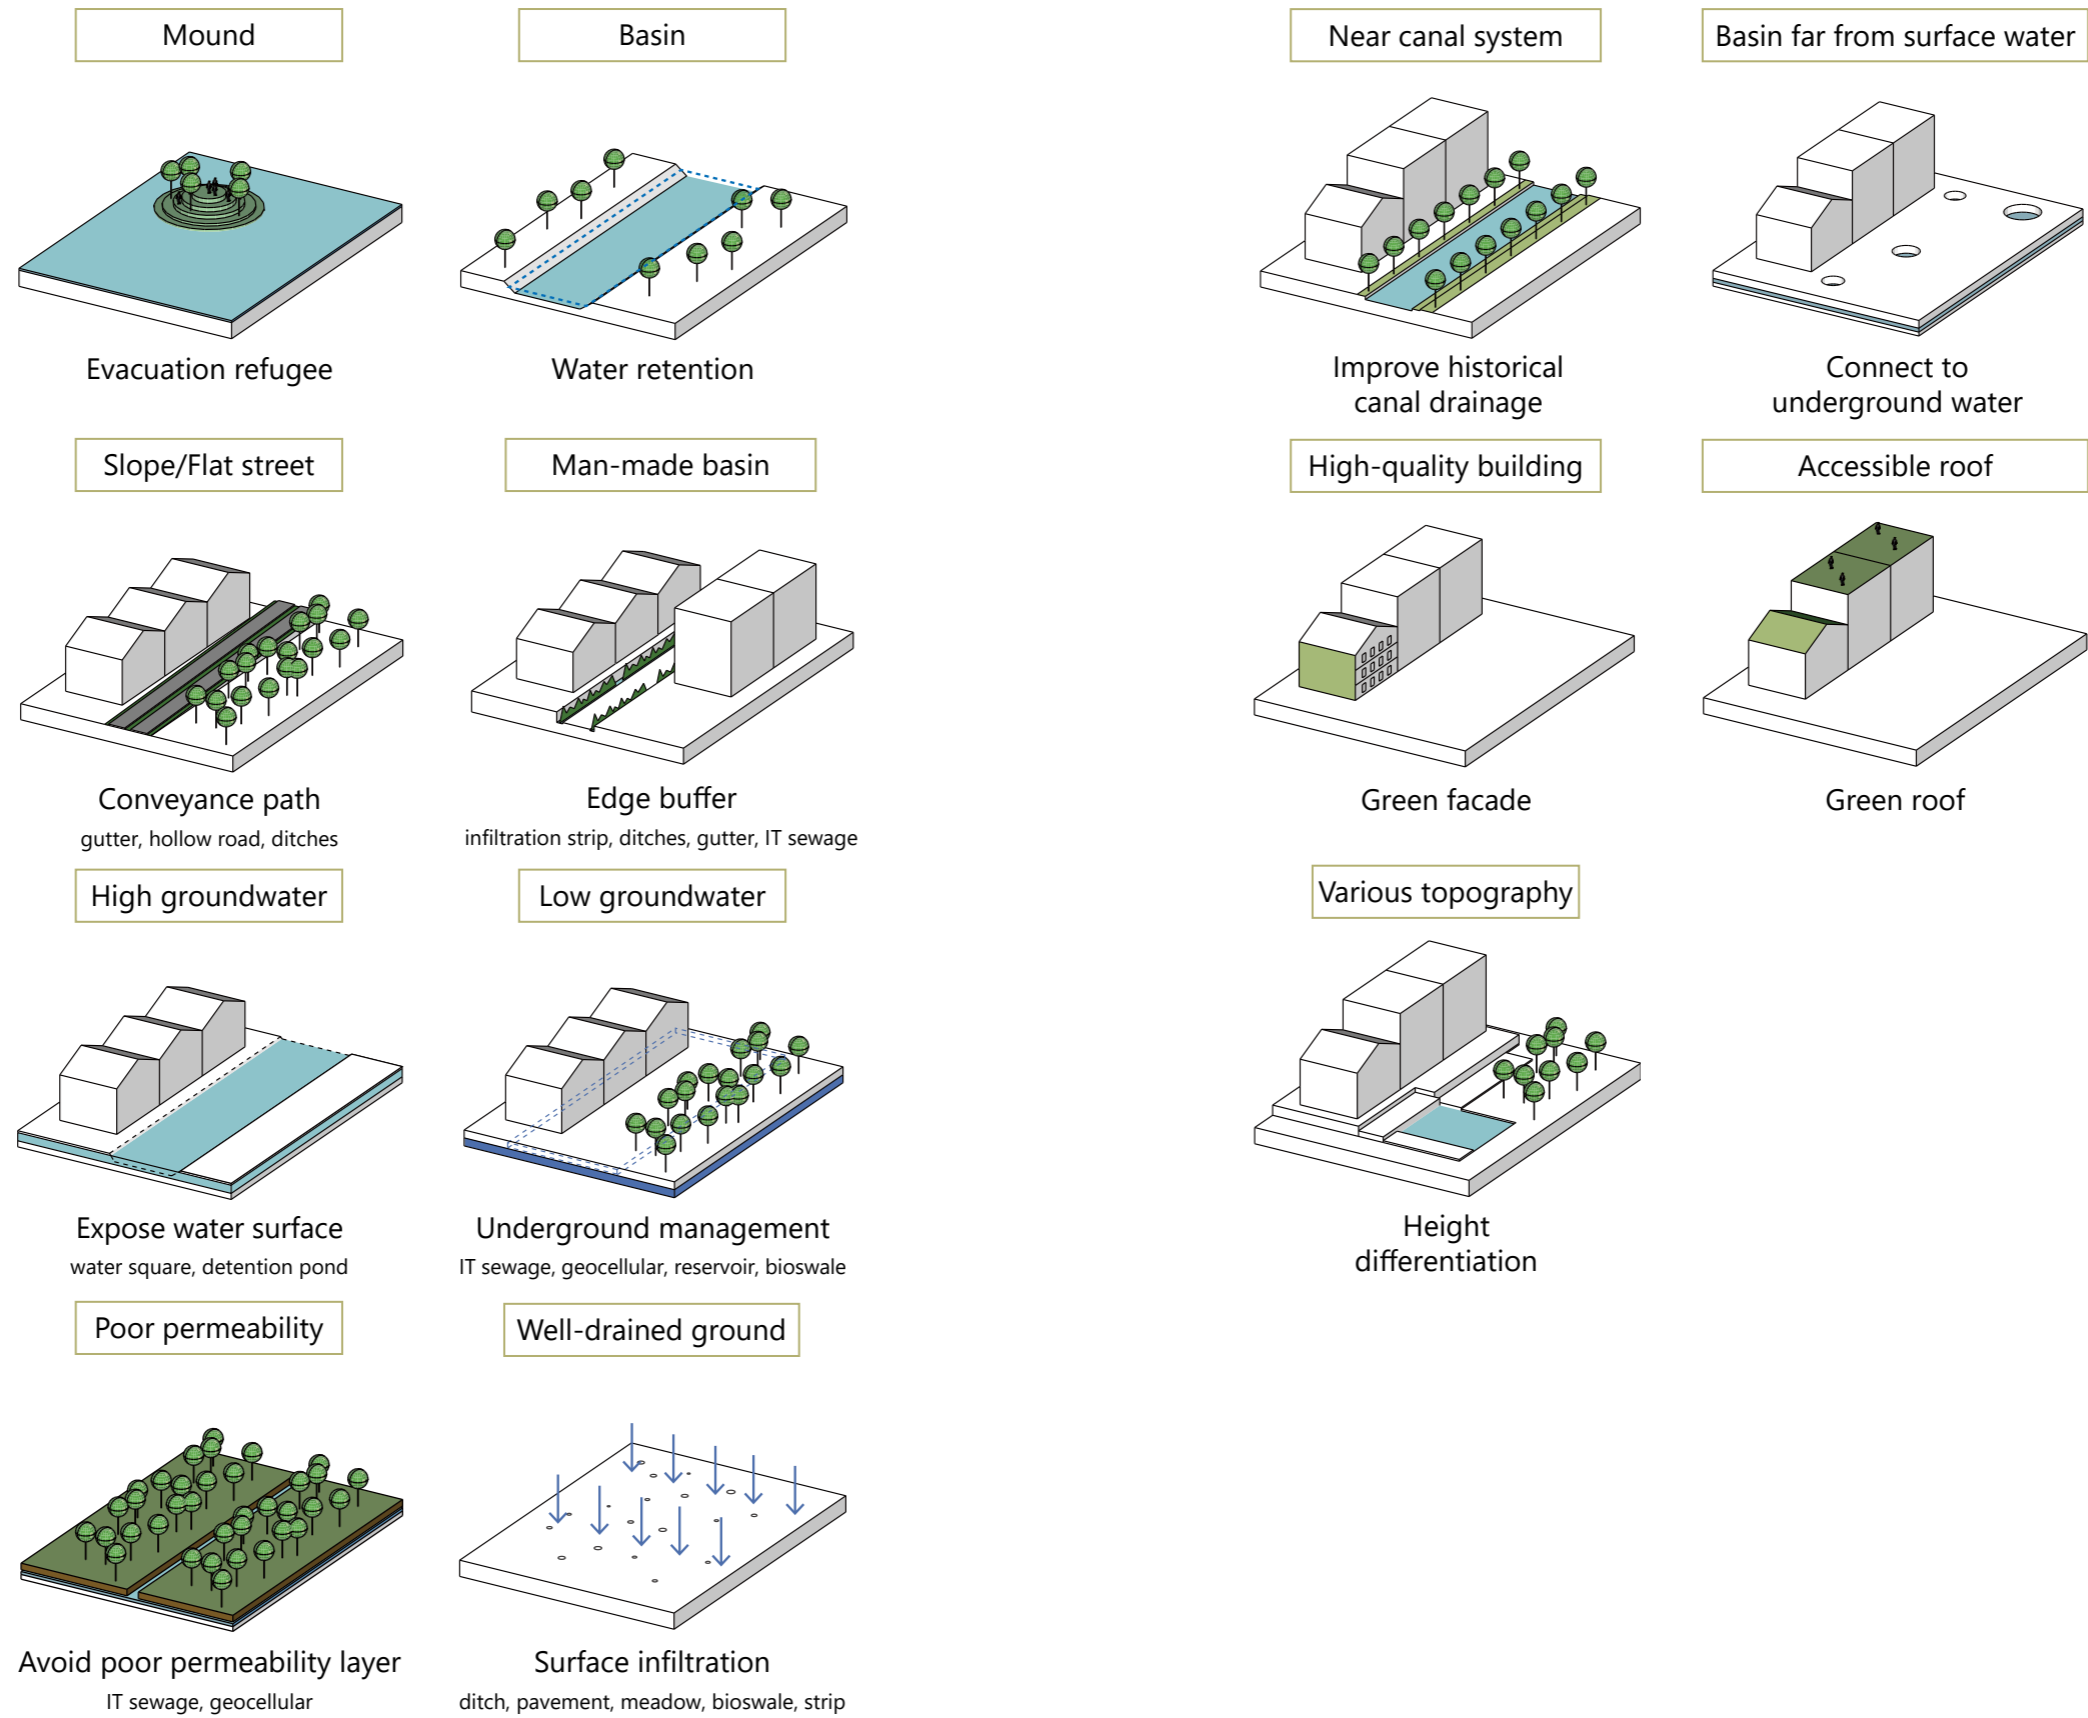 Mound
Basin
Near canal system
Basin far from surface water
Evacuation refugee
Water retention
Improve historical
canal drainage
Connect to
underground water
Slope/Flat street
Man-made basin
High-quality building
Accessible roof
Conveyance path
gutter, hollow road, ditches
Edge buffer
infiltration strip, ditches, gutter, IT sewage
Green facade
Green roof
High groundwater
Low groundwater
Various topography
Expose water surface
water square, detention pond
Underground management
IT sewage, geocellular, reservoir, bioswale
Height
differentiation
Poor permeability
Well-drained ground
Avoid poor permeability layer
IT sewage, geocellular
Surface infiltration
ditch, pavement, meadow, bioswale, strip